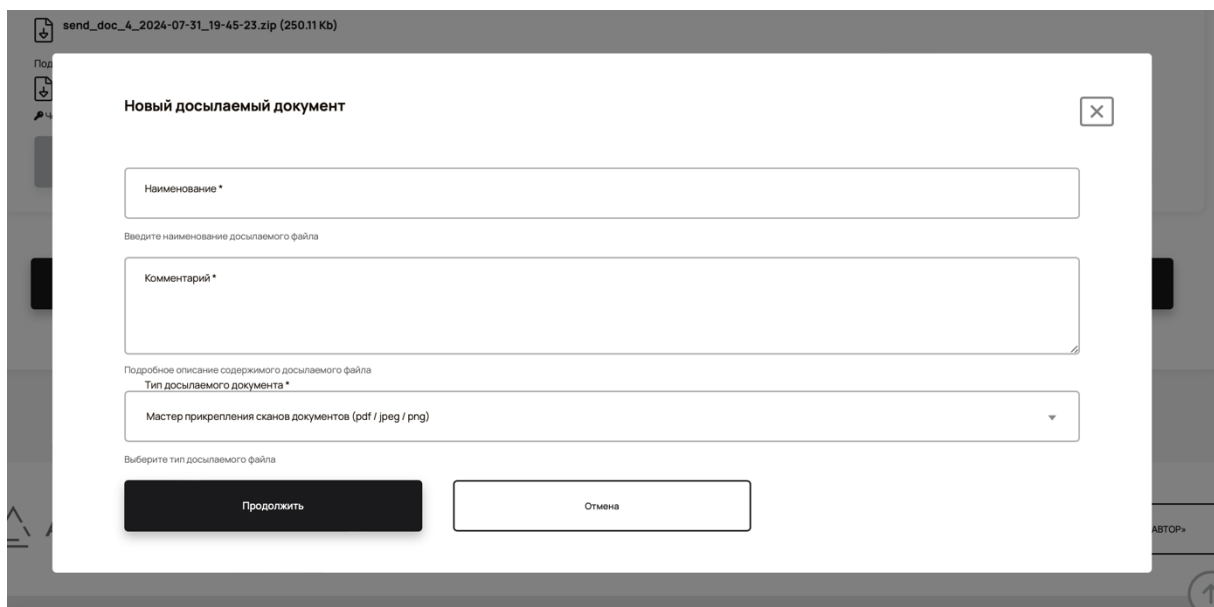 send_doc_4_2024-07-31_19-45-23.zip (250.11 Kb)
Под
Новый досылаемый документ
Наименование *
Введите наименование досылаемого файла
Комментарий *
Подробное описание содержимого досылаемого файла
Тип досылаемого документа *
Мастер прикрепления сканов документов (pdf / jpeg / png)
Выберите тип досылаемого файла
Продолжить
Отмена
АВТОР»